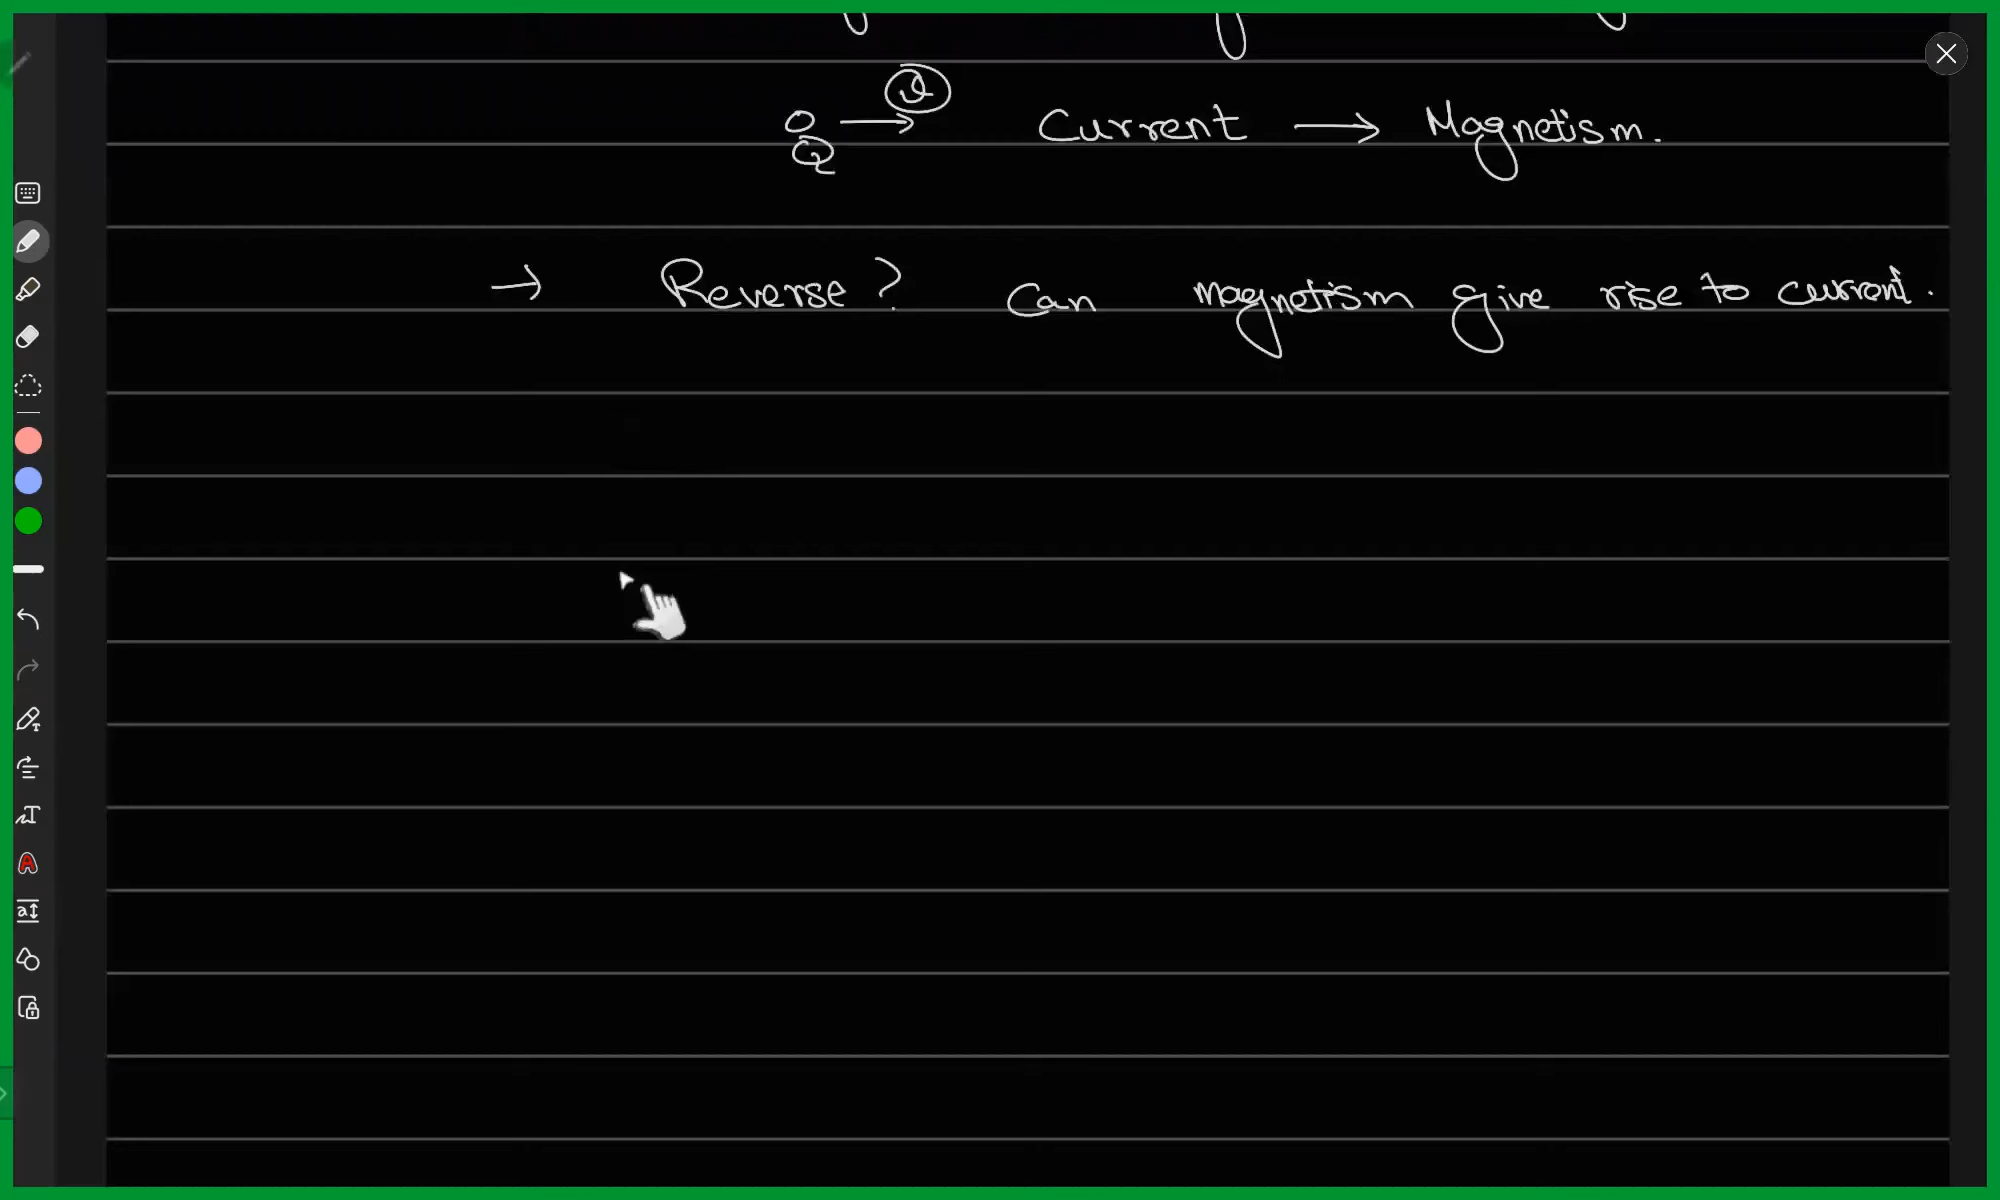 Q → v Current → Magnetism.
→ Reverse? Can magnetism give rise to current.